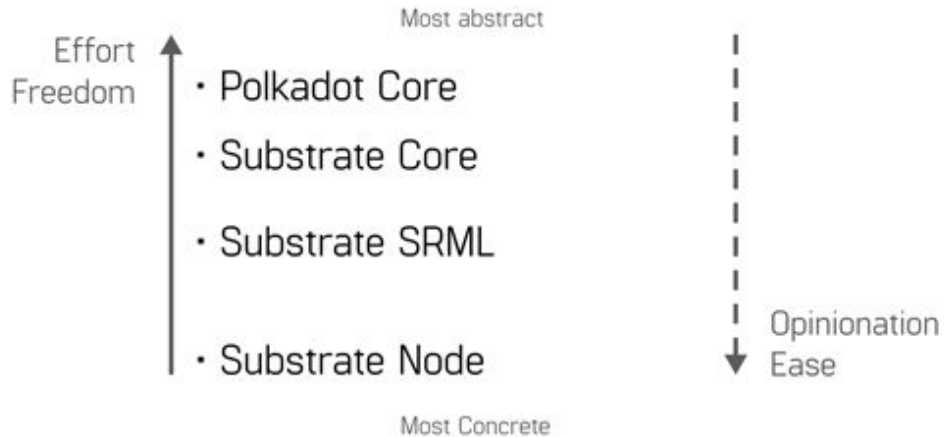 Most abstract
Effort
Freedom
· Polkadot Core
· Substrate Core
· Substrate SRML
· Substrate Node
Opinionation
Ease
Most Concrete